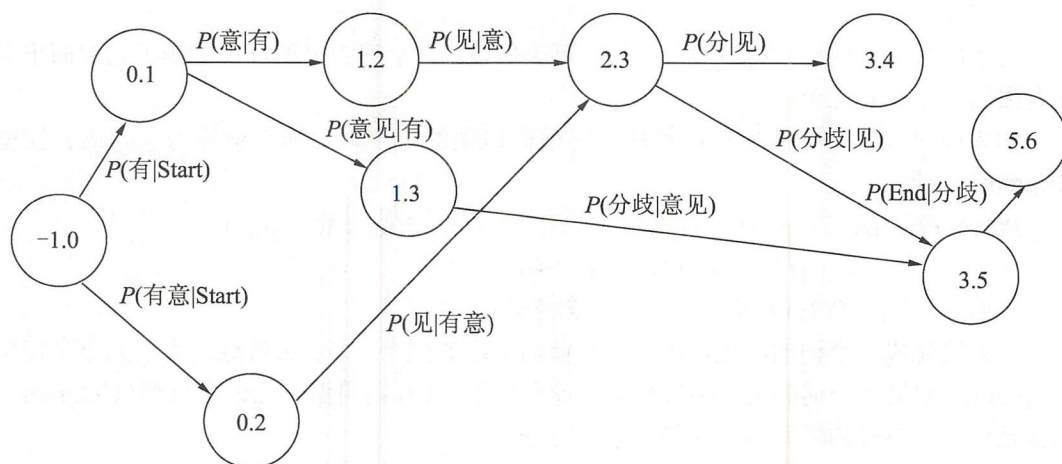 P(意|有)
P(见|意)
P(分|见)
0.1
1.2
2.3
3.4
P(意见|有)
P(分歧|见)
5.6
P(有|Start)
1.3
P(分歧|意见)
P(End|分歧)
−1.0
3.5
P(有意|Start)
P(见|有意)
0.2